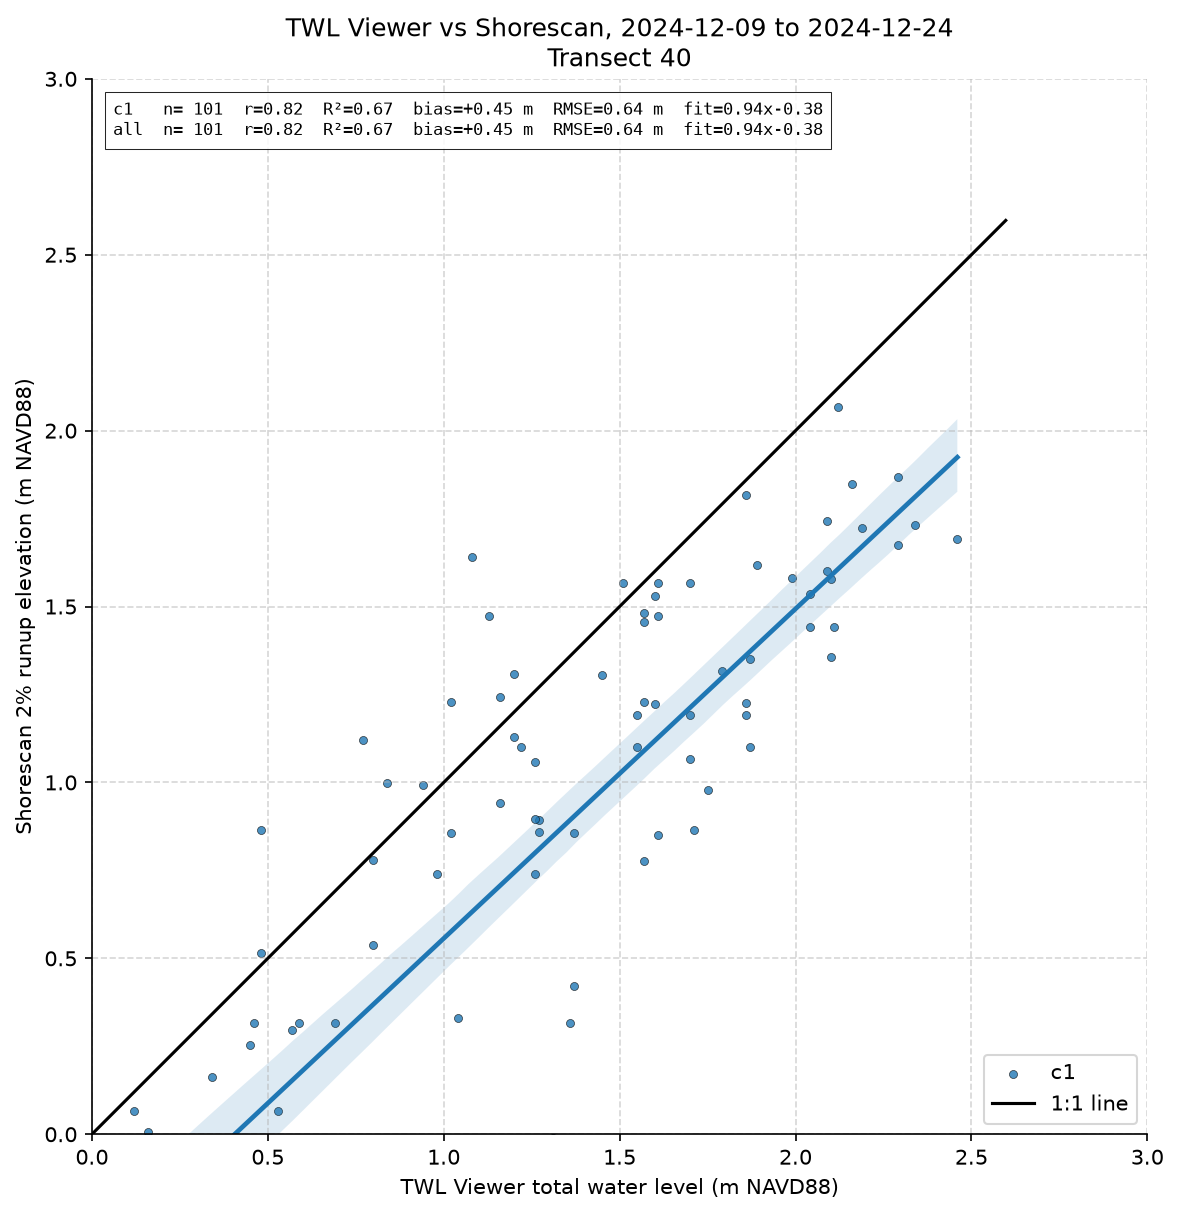 TWL Viewer vs Shorescan, 2024-12-09 to 2024-12-24
Transect 40
c1   n= 101  r=0.82  R²=0.67  bias=+0.45 m  RMSE=0.64 m  fit=0.94x-0.38
all  n= 101  r=0.82  R²=0.67  bias=+0.45 m  RMSE=0.64 m  fit=0.94x-0.38
3.0
2.5
2.0
1.5
1.0
0.5
0.0
Shorescan 2% runup elevation (m NAVD88)
c1
1:1 line
0.0 0.5 1.0 1.5 2.0 2.5 3.0
TWL Viewer total water level (m NAVD88)